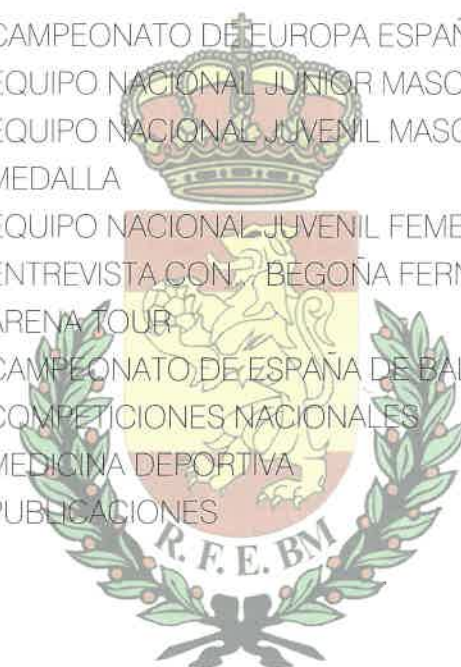 CAMPEONATO DE EUROPA ESPAÑ
EQUIPO NACIONAL JUNIOR MASC
EQUIPO NACIONAL JUVENIL MASC
MEDALLA
EQUIPO NACIONAL JUVENIL FEME
ENTREVISTA CON... BEGOÑA FERN
ARENA TOUR
CAMPEONATO DE ESPAÑA DE BAL
COMPETICIONES NACIONALES
MEDICINA DEPORTIVA
PUBLICACIONES
R. F. E. BM